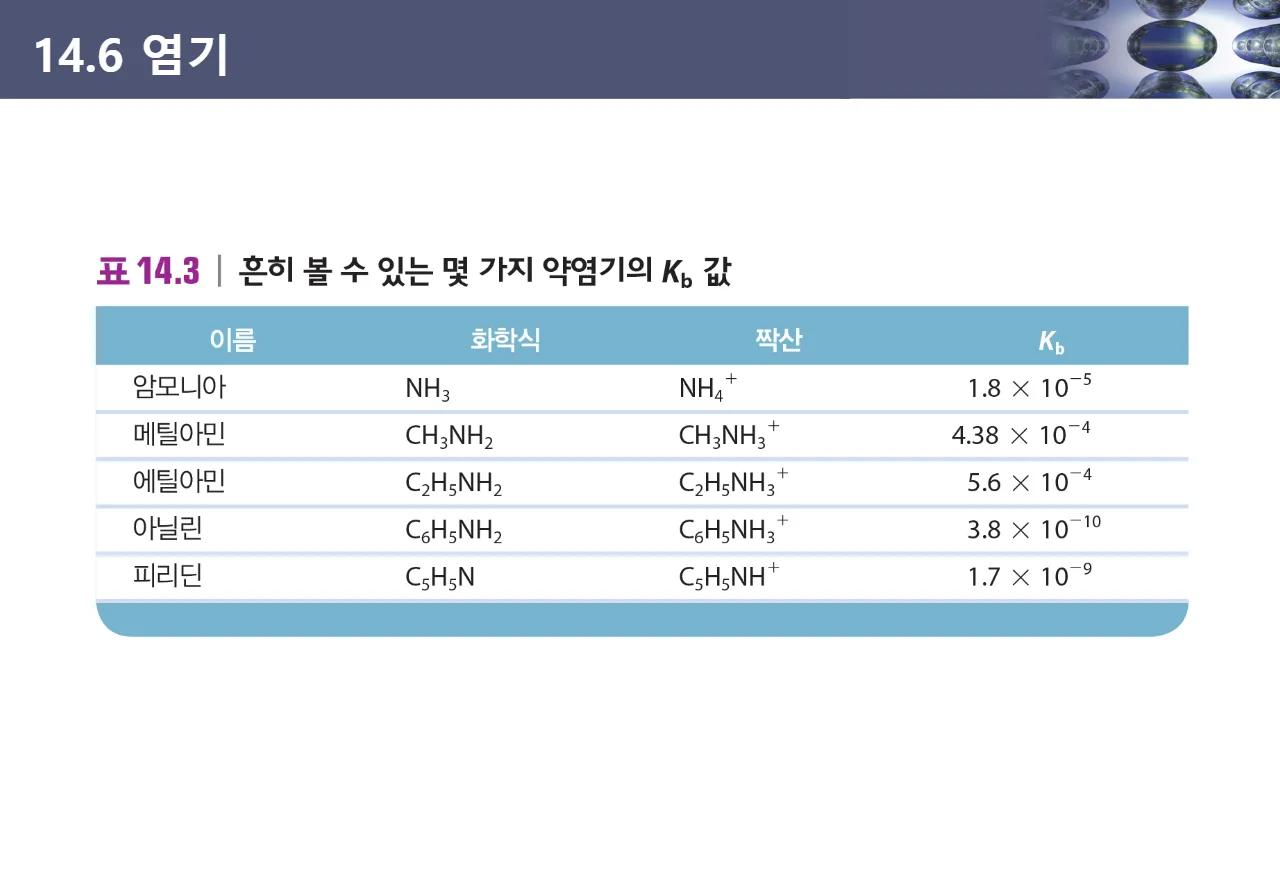 14.6 염기
표 14.3 | 흔히 볼 수 있는 몇 가지 약염기의 Kb 값
이름 화학식 짝산 Kb
암모니아 NH₃ NH₄⁺ 1.8 × 10⁻⁵
메틸아민 CH₃NH₂ CH₃NH₃⁺ 4.38 × 10⁻⁴
에틸아민 C₂H₅NH₂ C₂H₅NH₃⁺ 5.6 × 10⁻⁴
아닐린 C₆H₅NH₂ C₆H₅NH₃⁺ 3.8 × 10⁻¹⁰
피리딘 C₅H₅N C₅H₅NH⁺ 1.7 × 10⁻⁹